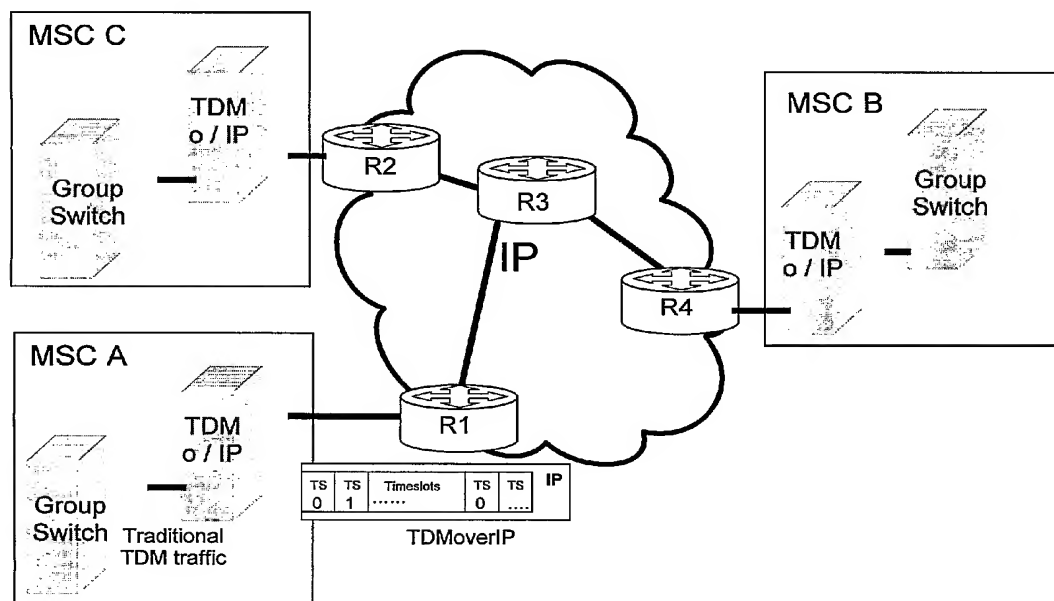 MSC C
TDM
o / IP
Group
Switch
R2
R3
IP
R4
MSC B
Group
Switch
TDM
o / IP
MSC A
TDM
o / IP
Group
Switch
Traditional
TDM traffic
R1
TS TS Timeslots TS TS IP
0 1 ...... 0 ....
TDMoverIP